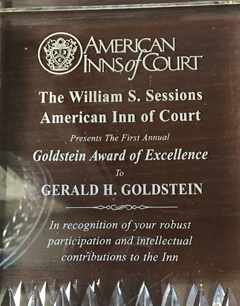 AMERICAN
INNS of COURT
The William S. Sessions
American Inn of Court
Presents The First Annual
Goldstein Award of Excellence
To
GERALD H. GOLDSTEIN
In recognition of your robust
participation and intellectual
contributions to the Inn